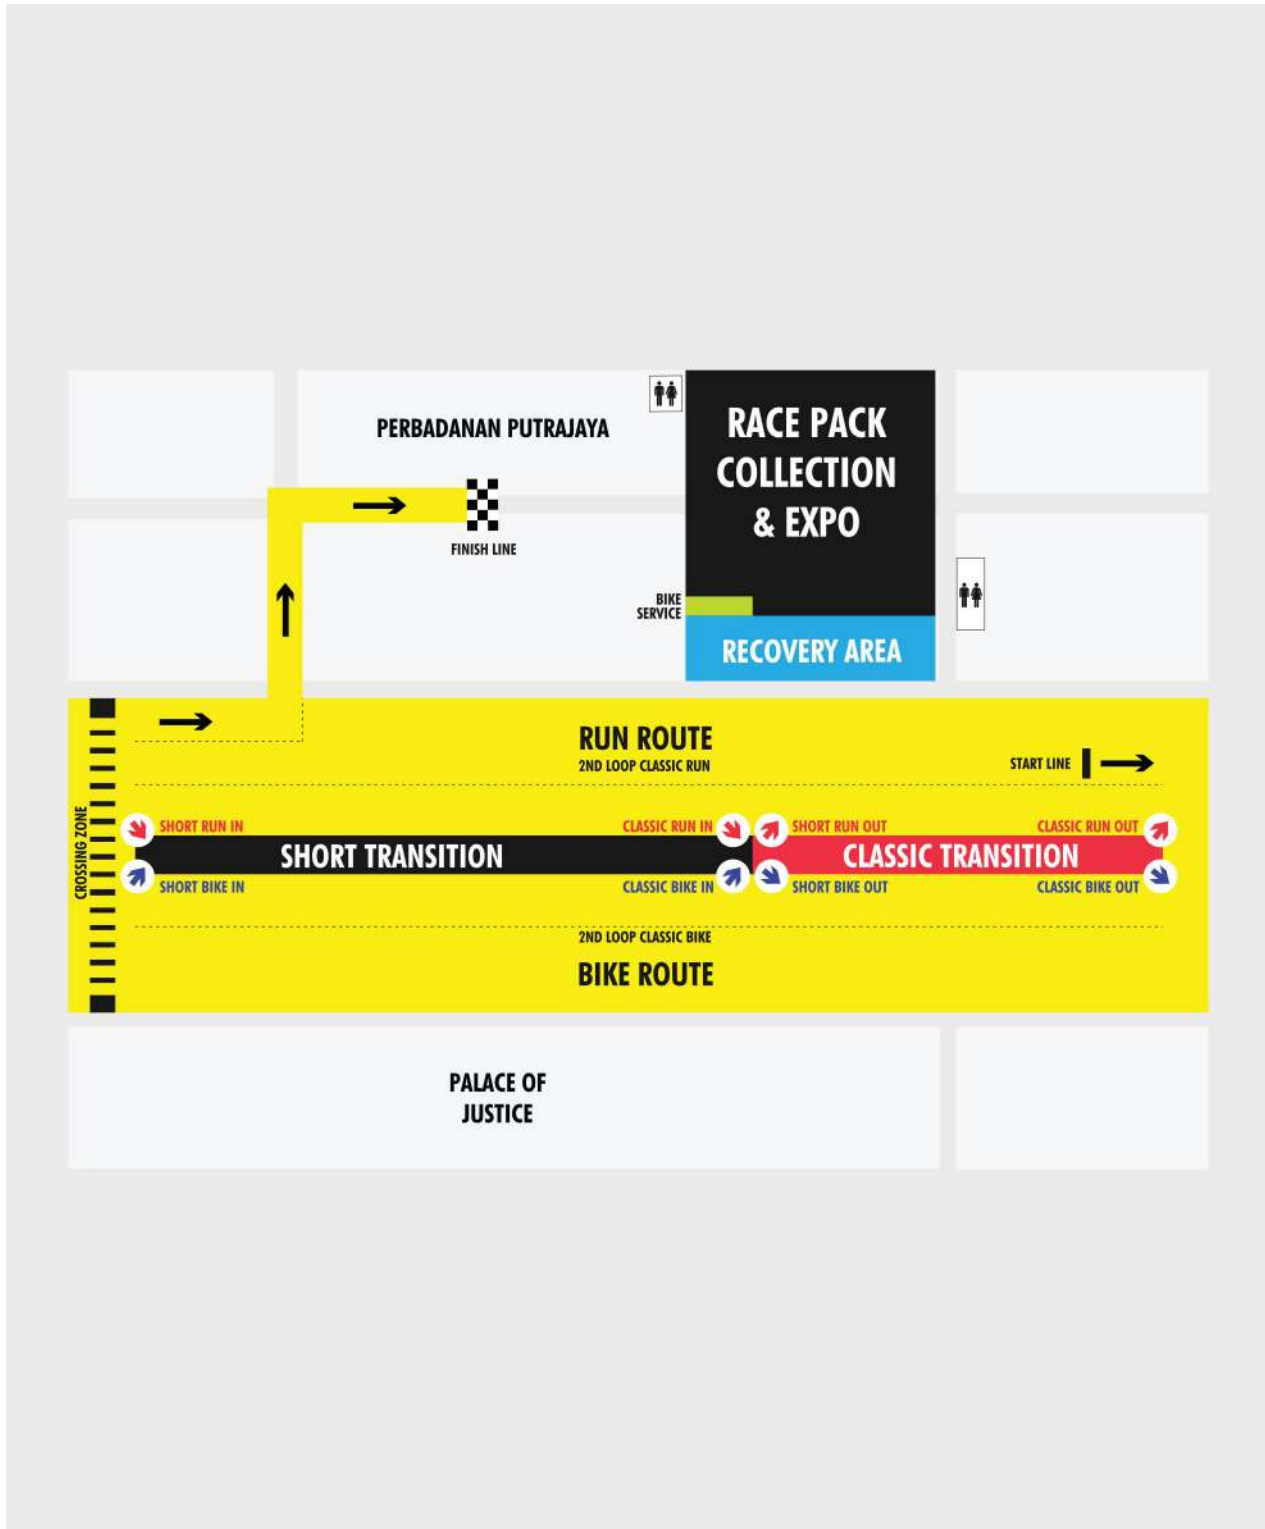 PERBADANAN PUTRAJAYA
RACE PACK
COLLECTION
& EXPO
FINISH LINE
BIKE
SERVICE
RECOVERY AREA
RUN ROUTE
2ND LOOP CLASSIC RUN
START LINE
CROSSING ZONE
SHORT RUN IN
CLASSIC RUN IN
SHORT RUN OUT
CLASSIC RUN OUT
SHORT TRANSITION
CLASSIC TRANSITION
SHORT BIKE IN
CLASSIC BIKE IN
SHORT BIKE OUT
CLASSIC BIKE OUT
2ND LOOP CLASSIC BIKE
BIKE ROUTE
PALACE OF
JUSTICE